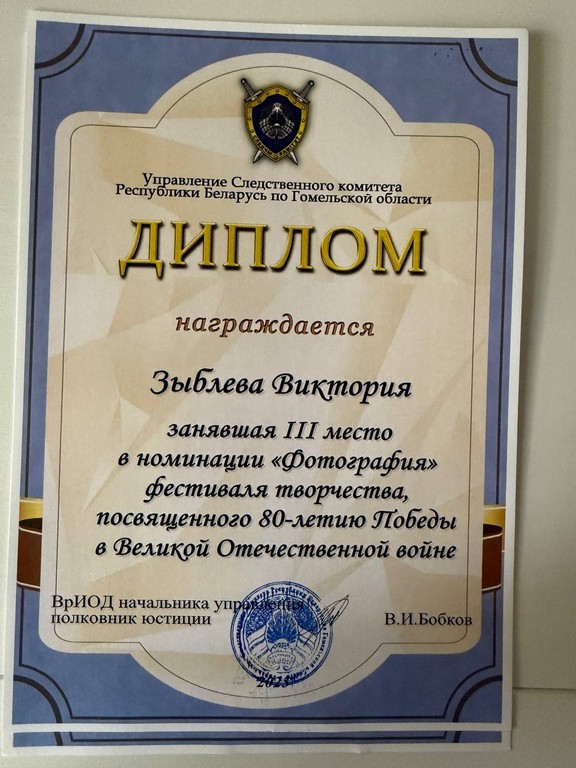 Управление Следственного комитета
Республики Беларусь по Гомельской области
ДИПЛОМ
награждается
Зыблева Виктория
занявшая III место
в номинации «Фотография»
фестиваля творчества,
посвященного 80-летию Победы
в Великой Отечественной войне
ВрИОД начальника управления
полковник юстиции
В.И.Бобков
2025